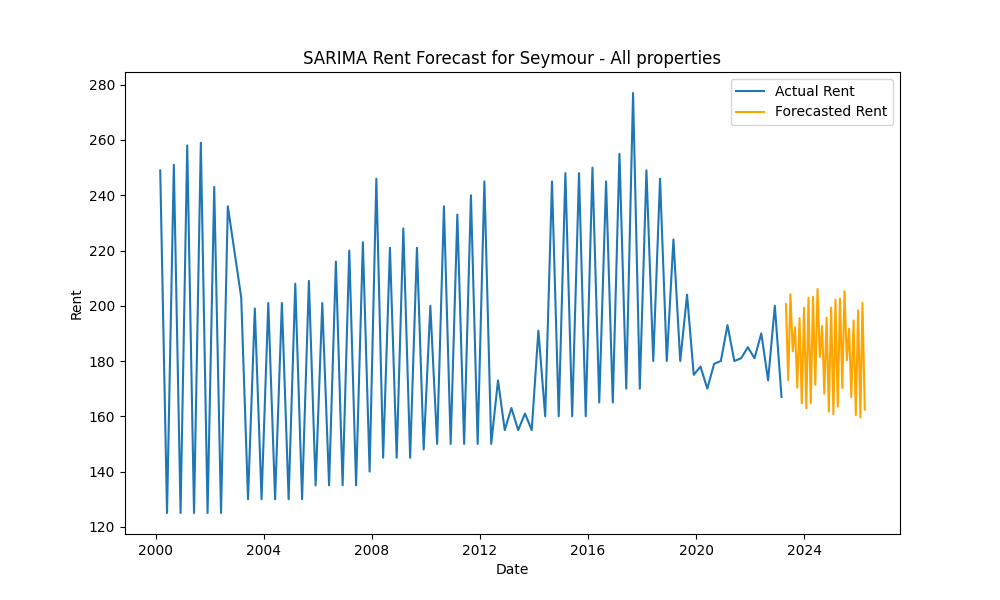 SARIMA Rent Forecast for Seymour - All properties
Actual Rent
Forecasted Rent
280
260
240
220
200
180
160
140
120
Rent
2000 2004 2008 2012 2016 2020 2024
Date